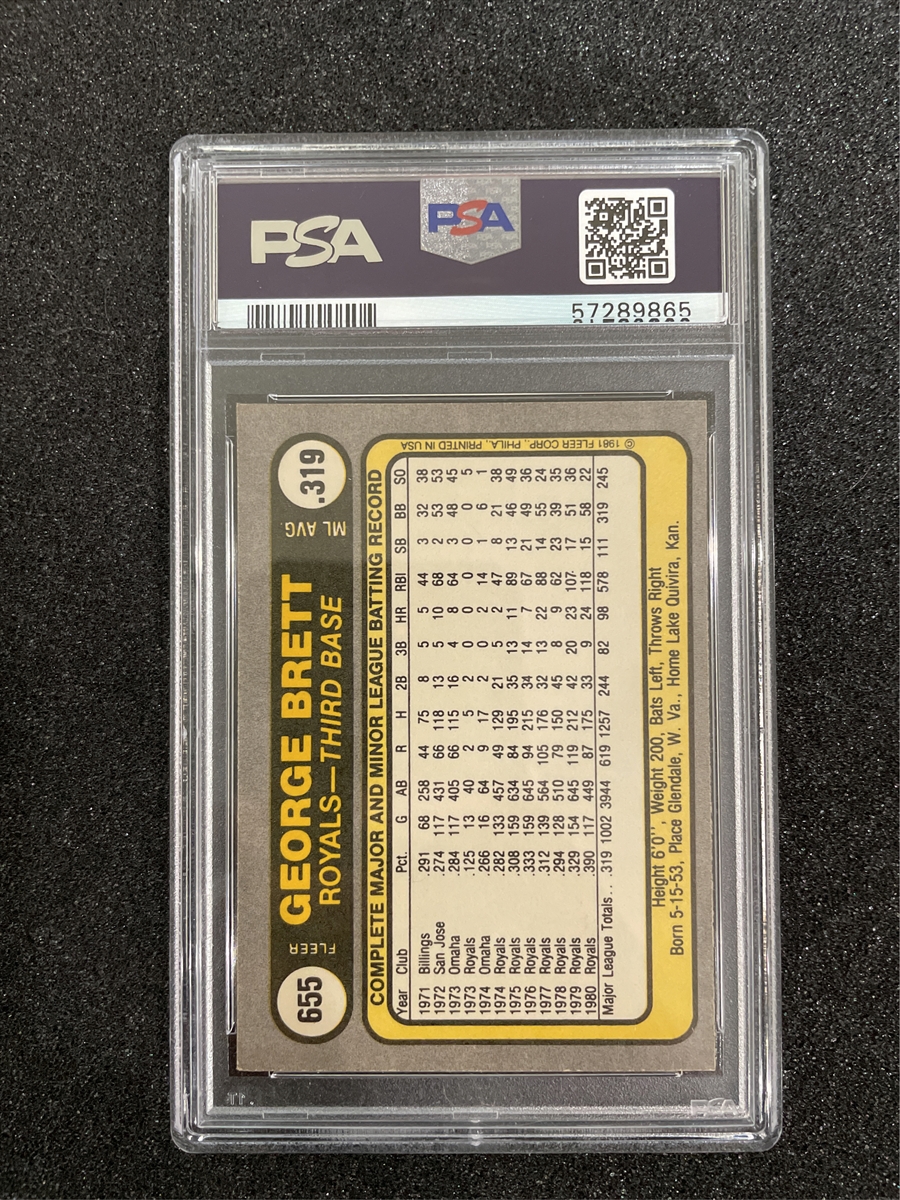 PSA
PSA
57289865
655
FLEER
GEORGE BRETT
ROYALS—THIRD BASE
ML AVG.
.319
COMPLETE MAJOR AND MINOR LEAGUE BATTING RECORD
Year Club Pct. G AB R H 2B 3B HR RBI SB BB SO
1971 Billings .291 68 258 44 75 8 5 5 44 3 32 38
1972 San Jose .274 117 431 66 118 13 5 10 68 2 53 53
1973 Omaha .284 117 405 66 115 16 4 8 64 3 48 45
1973 Royals .125 13 40 2 5 2 0 0 0 0 0 5
1974 Omaha .266 16 64 9 17 2 0 2 14 1 6 1
1974 Royals .282 133 457 49 129 21 5 2 47 8 21 38
1975 Royals .308 159 634 84 195 35 13 11 89 13 46 49
1976 Royals .333 159 645 94 215 34 14 7 67 21 49 36
1977 Royals .312 139 564 105 176 32 13 22 88 14 55 24
1978 Royals .294 128 510 79 150 45 8 9 62 23 39 35
1979 Royals .329 154 645 119 212 42 20 23 107 17 51 36
1980 Royals .390 117 449 87 175 33 9 24 118 15 58 22
Major League Totals . . .319 1002 3944 619 1257 244 82 98 578 111 319 245
Height 6'0", Weight 200, Bats Left, Throws Right
Born 5-15-53, Place Glendale, W. Va., Home Lake Quivira, Kan.
© 1981 FLEER CORP., PHILA., PRINTED IN USA